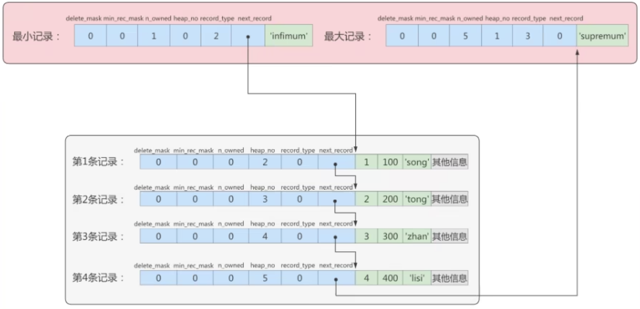 delete_mask min_rec_mask n_owned heap_no record_type next_record
最小记录： 0 0 1 0 2 'infimum'
delete_mask min_rec_mask n_owned heap_no record_type next_record
最大记录： 0 0 5 1 3 0 'supremum'
delete_mask min_rec_mask n_owned heap_no record_type next_record
第1条记录： 0 0 0 2 0 1 100 'song' 其他信息
delete_mask min_rec_mask n_owned heap_no record_type next_record
第2条记录： 0 0 0 3 0 2 200 'tong' 其他信息
delete_mask min_rec_mask n_owned heap_no record_type next_record
第3条记录： 0 0 0 4 0 3 300 'zhan' 其他信息
delete_mask min_rec_mask n_owned heap_no record_type next_record
第4条记录： 0 0 0 5 0 4 400 'lisi' 其他信息